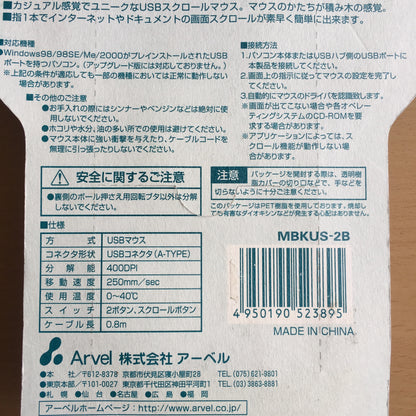 ■カジュアル感覚でユニークなUSBスクロールマウス。マウスのかたちが積み木の感覚。
■指1本でインターネットやドキュメントの画面スクロールが素早く簡単に出来ます。
■対応機種
●Windows98/98SE/Me/2000がプレインストールされたUSBポートを持つパソコン。(アップグレード版には対応しておりません。)
※上記の条件が適応しても一部の機種においては正常に動作しない場合があります。
■その他のご注意
●お手入れの際にはシンナーやベンジンなどは絶対に使用しないでください。
●ホコリや水分、油の多い所での使用は避けてください。
●マウス本体に強い衝撃を与えたり、ケーブルコードを無理に引っ張ったりしないでください。
■接続方法
1.パソコン本体またはUSBハブ側のUSBポートに本製品を接続してください。
2.画面上の指示に従ってマウスの設定を完了してください。
3.自動的にマウスのドライバを認識致します。
※画面が出てこない場合や各オペレーティングシステムのCD-ROMを要求する場合があります。
※アプリケーションによっては、スクロール機能が動作しない場合があります。
安全に関するご注意
●裏側のボール押さえ用回転ブタ以外は分解しないでください。
注意
パッケージを開封する際は、透明樹脂カバーの切り口などで、手などを切らないように十分ご注意ください。
このパッケージはPET樹脂を使用しておりますので、焼却しても有害なダイオキシンなどが発生する心配はありません。
■仕様
方式 USBマウス
コネクタ形状 USBコネクタ(A-TYPE)
分解能 400DPI
移動速度 250mm/sec
使用温度 0〜40℃
スイッチ 2ボタン、スクロールボタン
ケーブル長 0.8m
MBKUS-2B
4 950190 523895
MADE IN CHINA
Arvel 株式会社 アーベル
本社／〒612-8378
TEL.(075)621-9801
●東京本部／〒101-0027 東京都千代田区神田平河町1
TEL.(03)3863-8881
●札幌 ●仙台 ●名古屋 ●広島 ●福岡
アーベルホームページ：http://www.arvel.co.jp